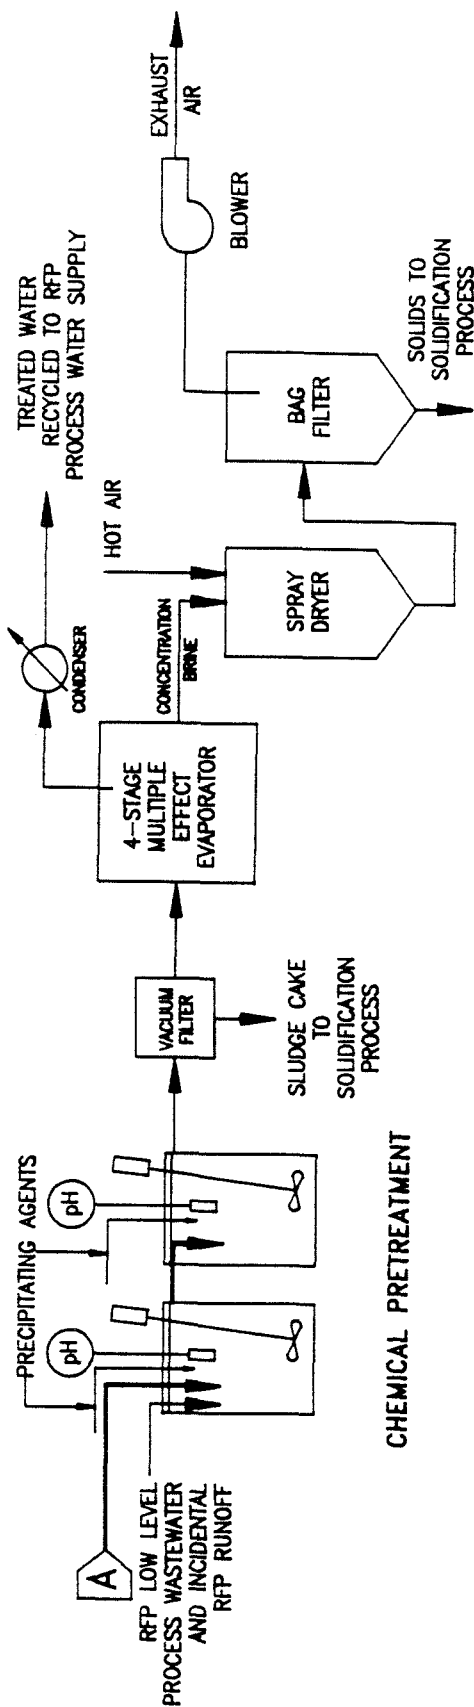 A
RFP LOW LEVEL
PROCESS WASTEWATER
AND INCIDENTAL
RFP RUNOFF
PRECIPITATING AGENTS
pH
pH
CHEMICAL PRETREATMENT
VACUUM
FILTER
SLUDGE CAKE
TO
SOLIDIFICATION
PROCESS
4-STAGE
MULTIPLE
EFFECT
EVAPORATOR
CONDENSER
TREATED WATER
RECYCLED TO RFP
PROCESS WATER SUPPLY
CONCENTRATION
BRINE
HOT AIR
SPRAY
DRYER
BAG
FILTER
SOLIDS TO
SOLIDIFICATION
PROCESS
BLOWER
EXHAUST
AIR